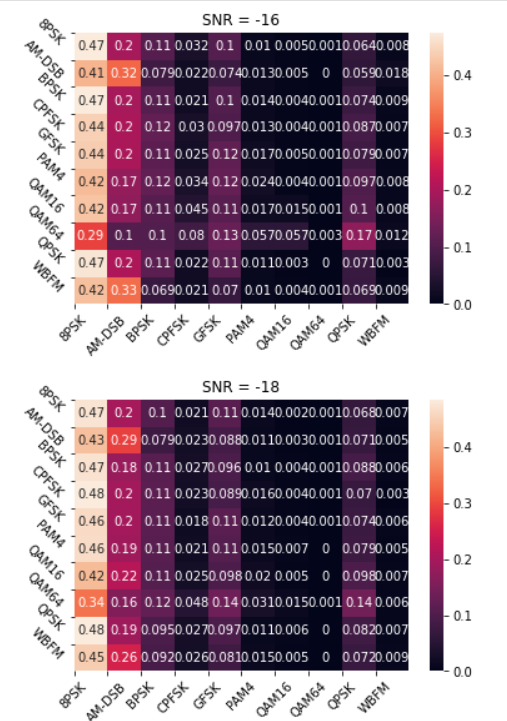 SNR = -16
8PSK 0.47 0.2 0.11 0.032 0.1 0.01 0.005 0.001 0.064 0.008
AM-DSB 0.41 0.32 0.079 0.022 0.074 0.013 0.005 0 0.059 0.018
BPSK 0.47 0.2 0.11 0.021 0.1 0.014 0.004 0.001 0.074 0.009
CPFSK 0.44 0.2 0.12 0.03 0.097 0.013 0.004 0.001 0.087 0.007
GFSK 0.44 0.2 0.11 0.025 0.12 0.017 0.005 0.001 0.079 0.007
PAM4 0.42 0.17 0.12 0.034 0.12 0.024 0.004 0.001 0.097 0.008
QAM16 0.42 0.17 0.11 0.045 0.11 0.017 0.015 0.001 0.1 0.008
QAM64 0.29 0.1 0.1 0.08 0.13 0.057 0.057 0.003 0.17 0.012
QPSK 0.47 0.2 0.11 0.022 0.11 0.011 0.003 0 0.071 0.003
WBFM 0.42 0.33 0.069 0.021 0.07 0.01 0.004 0.001 0.069 0.009
8PSK AM-DSB BPSK CPFSK GFSK PAM4 QAM16 QAM64 QPSK WBFM
0.4
0.3
0.2
0.1
0.0
SNR = -18
8PSK 0.47 0.2 0.1 0.021 0.11 0.014 0.002 0.001 0.068 0.007
AM-DSB 0.43 0.29 0.079 0.023 0.088 0.011 0.003 0.001 0.071 0.005
BPSK 0.47 0.18 0.11 0.027 0.096 0.01 0.004 0.001 0.088 0.006
CPFSK 0.48 0.2 0.11 0.023 0.089 0.016 0.004 0.001 0.07 0.003
GFSK 0.46 0.2 0.11 0.018 0.11 0.012 0.004 0.001 0.074 0.006
PAM4 0.46 0.19 0.11 0.021 0.11 0.015 0.007 0 0.079 0.005
QAM16 0.42 0.22 0.11 0.025 0.098 0.02 0.005 0 0.098 0.007
QAM64 0.34 0.16 0.12 0.048 0.14 0.031 0.015 0.001 0.14 0.006
QPSK 0.48 0.19 0.095 0.027 0.097 0.011 0.006 0 0.082 0.007
WBFM 0.45 0.26 0.092 0.026 0.081 0.015 0.005 0 0.072 0.009
8PSK AM-DSB BPSK CPFSK GFSK PAM4 QAM16 QAM64 QPSK WBFM
0.4
0.3
0.2
0.1
0.0